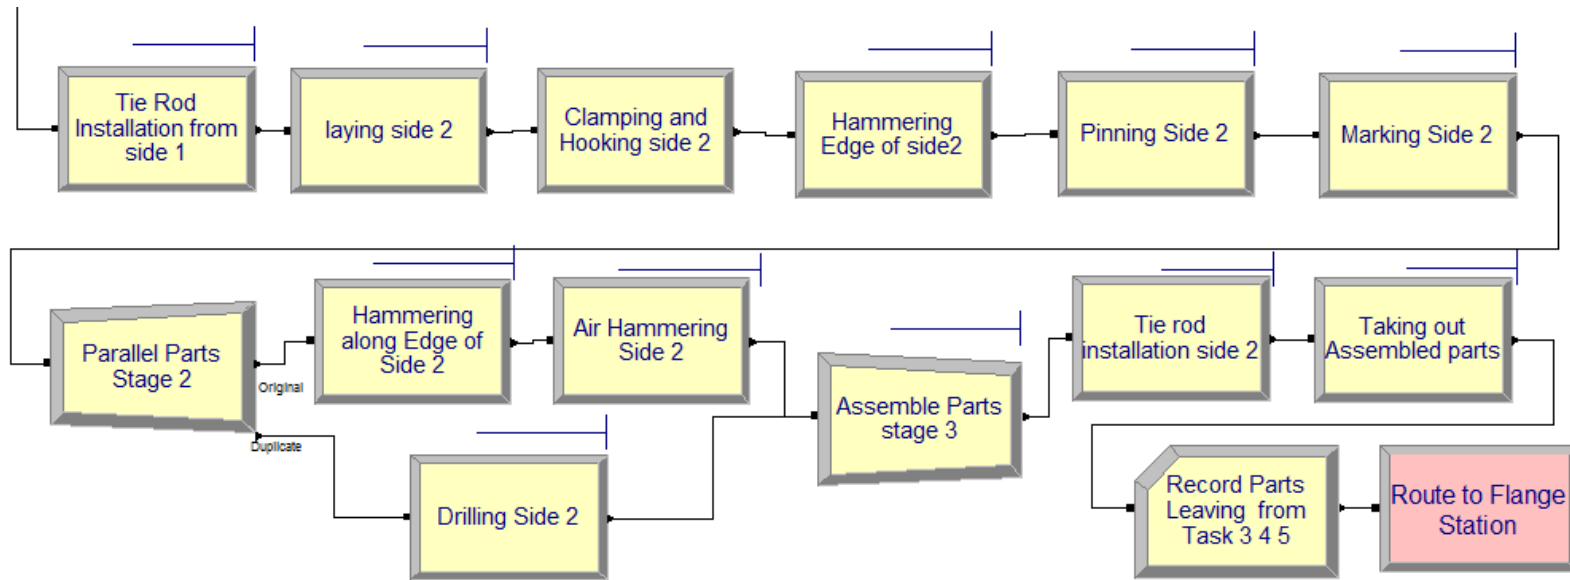 Tie Rod
Installation from
side 1
laying side 2
Clamping and
Hooking side 2
Hammering
Edge of side2
Pinning Side 2
Marking Side 2
Parallel Parts
Stage 2
Original
Duplicate
Hammering
along Edge of
Side 2
Air Hammering
Side 2
Drilling Side 2
Assemble Parts
stage 3
Tie rod
installation side 2
Taking out
Assembled parts
Record Parts
Leaving from
Task 3 4 5
Route to Flange
Station